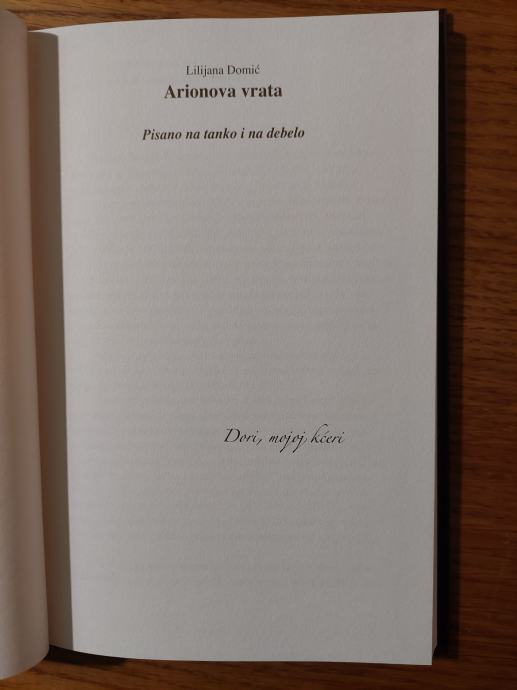 Lilijana Domić
Arionova vrata
Pisano na tanko i na debelo
Dori, mojoj kćeri